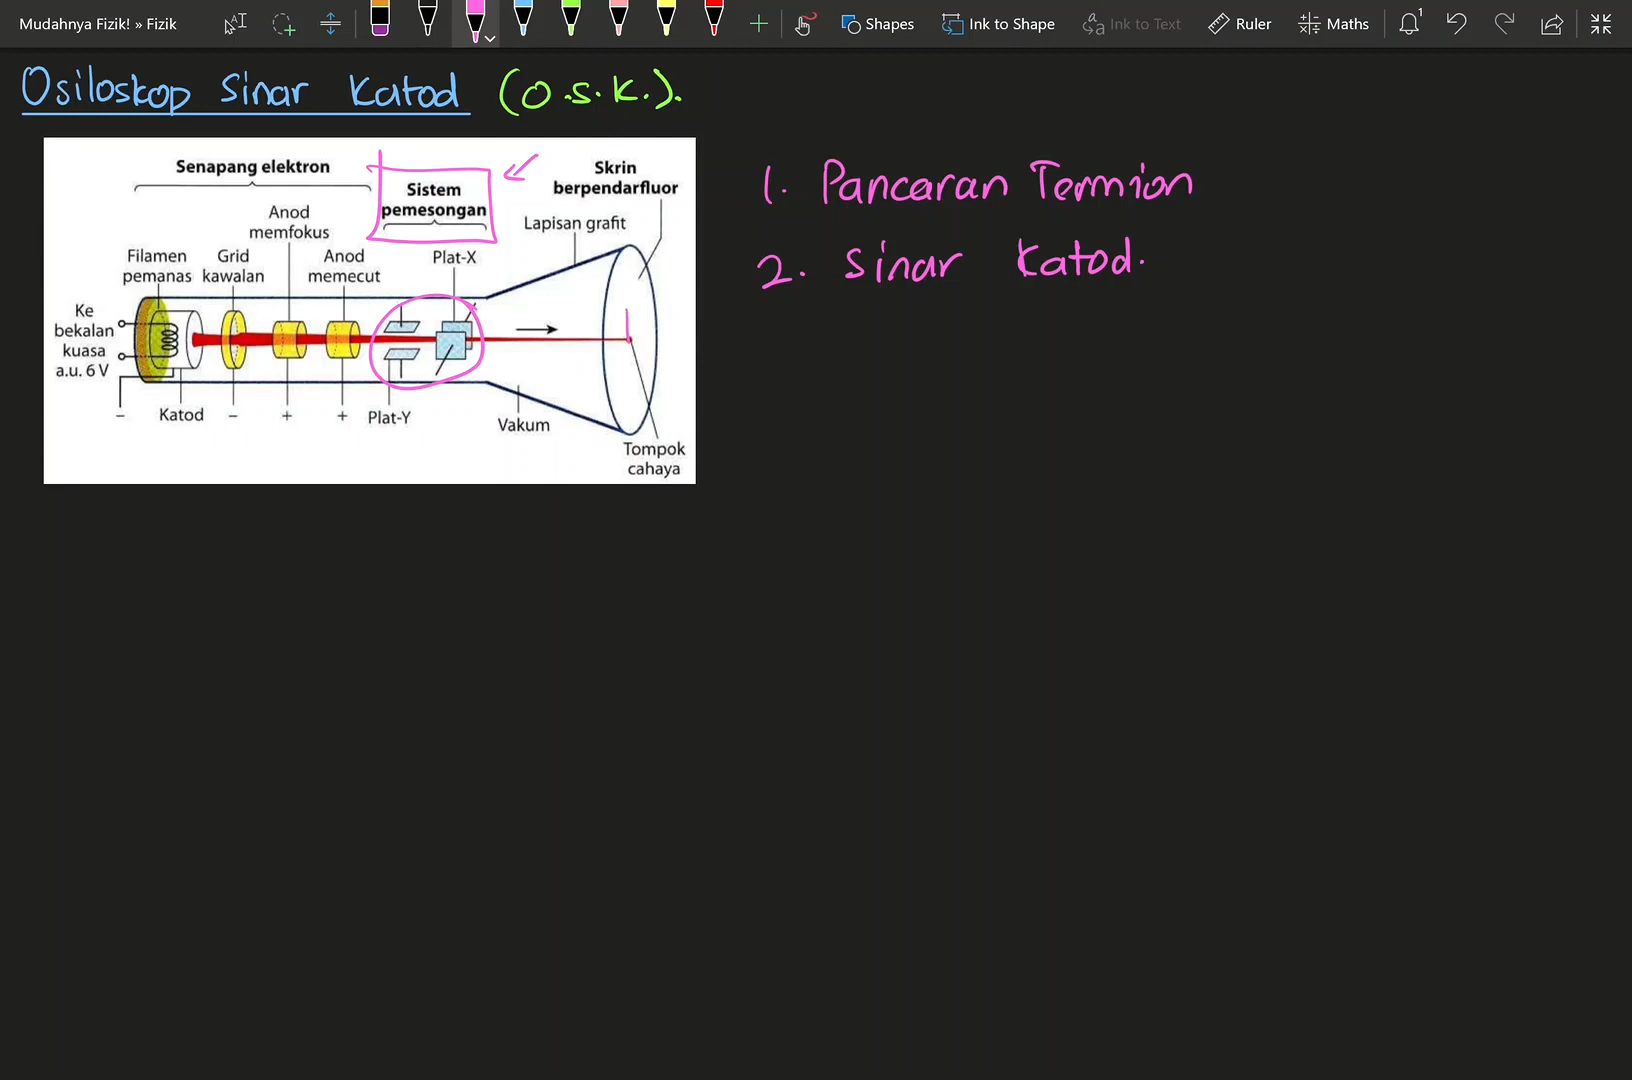 Mudahnya Fizik! » Fizik
Shapes
Ink to Shape
Ink to Text
Ruler
Maths
1
Osiloskop Sinar Katod (O.S.K.).
Senapang elektron
Sistem
pemesongan
Skrin
berpendarfluor
Anod
memfokus
Lapisan grafit
Filamen
pemanas
Grid
kawalan
Anod
memecut
Plat-X
Ke
bekalan
kuasa
a.u. 6 V
– Katod – + + Plat-Y
Vakum
Tompok
cahaya
1. Pancaran Termion
2. Sinar Katod.